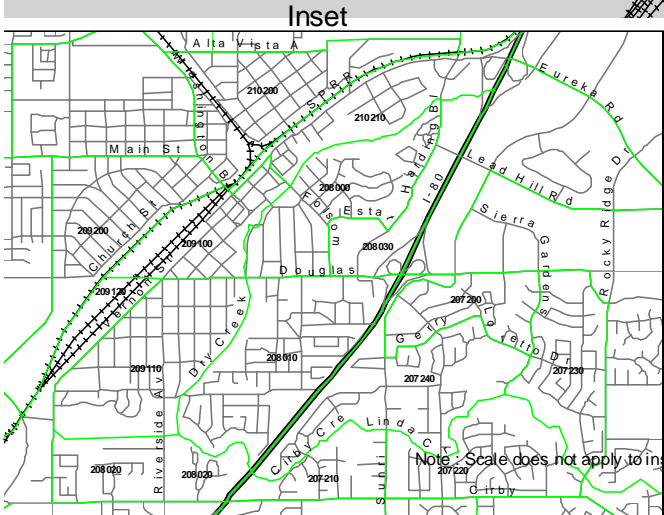 Inset
Alta Vista A
Washington B
210200
SPRR
210210
Eureka Rd
Main St
Harding Bl
Lead Hill Rd
Rocky Ridge Dr
I-80
208000
Folsom
Estat
Sierra Gardens
Church St
209200
209100
208030
Douglas
209120
Vernon St
207200
Gerry
Loretto Dr
Dry Creek
208010
209110
207240
207230
Riverside Av
Cirby Cre
Linda Cr
Sunri
Note : Scale does not apply to ins
208020
208020
207210
207220
Cirby